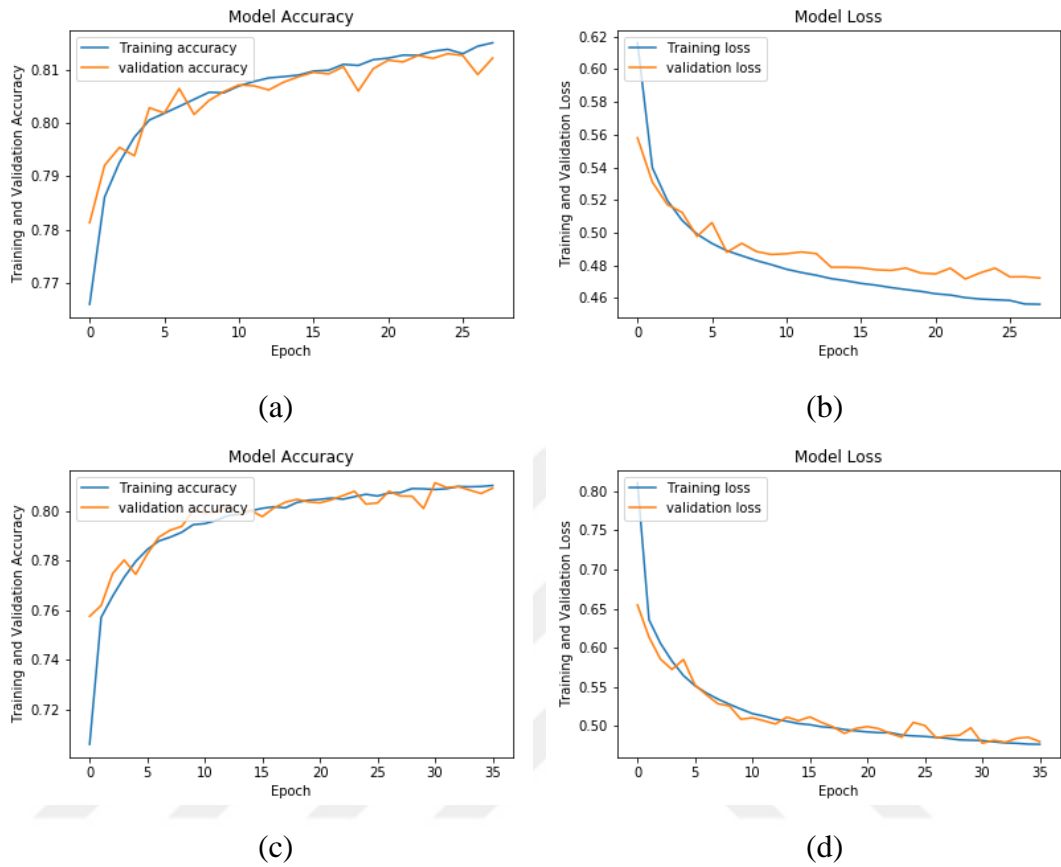 Model Accuracy
Training and Validation Accuracy
Training accuracy
validation accuracy
0.81
0.80
0.79
0.78
0.77
0 5 10 15 20 25
Epoch
(a)
Model Loss
Training and Validation Loss
Training loss
validation loss
0.62
0.60
0.58
0.56
0.54
0.52
0.50
0.48
0.46
0 5 10 15 20 25
Epoch
(b)
Model Accuracy
Training and Validation Accuracy
Training accuracy
validation accuracy
0.80
0.78
0.76
0.74
0.72
0 5 10 15 20 25 30 35
Epoch
(c)
Model Loss
Training and Validation Loss
Training loss
validation loss
0.80
0.75
0.70
0.65
0.60
0.55
0.50
0 5 10 15 20 25 30 35
Epoch
(d)